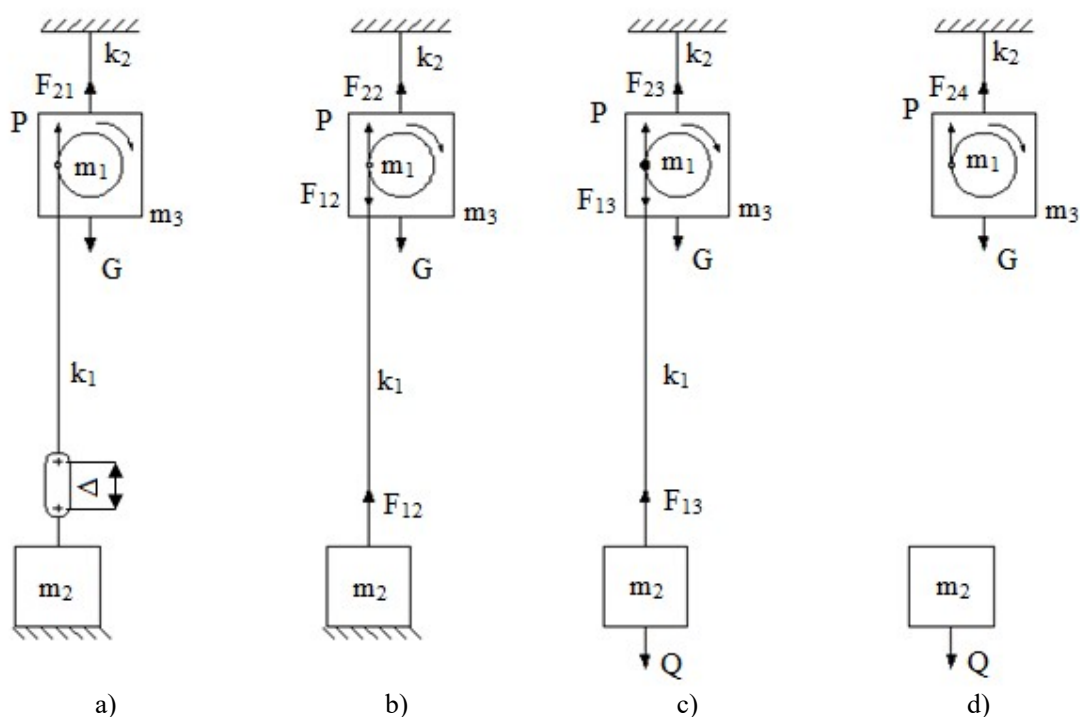 k₂ k₂ k₂ k₂
F₂₁ F₂₂ F₂₃ F₂₄
P P P P
m₁ m₁ m₁ m₁
F₁₂ F₁₃
m₃ m₃ m₃ m₃
G G G G
k₁ k₁ k₁
Δ F₁₂ F₁₃
m₂ m₂ m₂ m₂
Q Q
a) b) c) d)